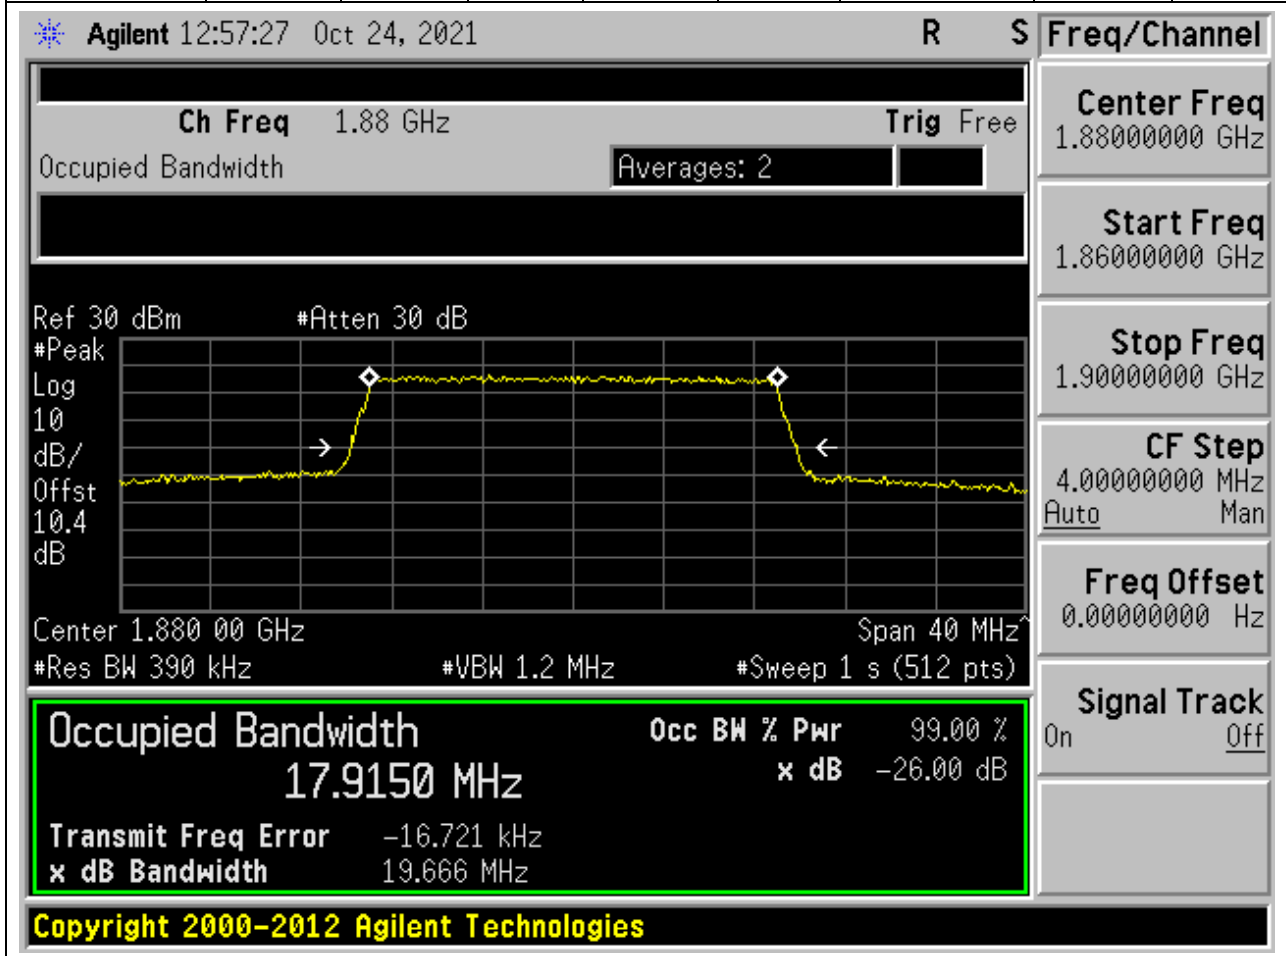 Agilent 12:57:27 Oct 24, 2021 R S
Freq/Channel
Ch Freq 1.88 GHz Trig Free
Occupied Bandwidth Averages: 2
Ref 30 dBm #Atten 30 dB
#Peak
Log
10
dB/
Offst
10.4
dB
Center 1.880 00 GHz Span 40 MHz^
#Res BW 390 kHz #VBW 1.2 MHz #Sweep 1 s (512 pts)
Occupied Bandwidth
17.9150 MHz
Occ BW % Pwr 99.00 %
x dB -26.00 dB
Transmit Freq Error -16.721 kHz
x dB Bandwidth 19.666 MHz
Copyright 2000-2012 Agilent Technologies
Center Freq
1.88000000 GHz
Start Freq
1.86000000 GHz
Stop Freq
1.90000000 GHz
CF Step
4.00000000 MHz
Auto Man
Freq Offset
0.00000000 Hz
Signal Track
On Off